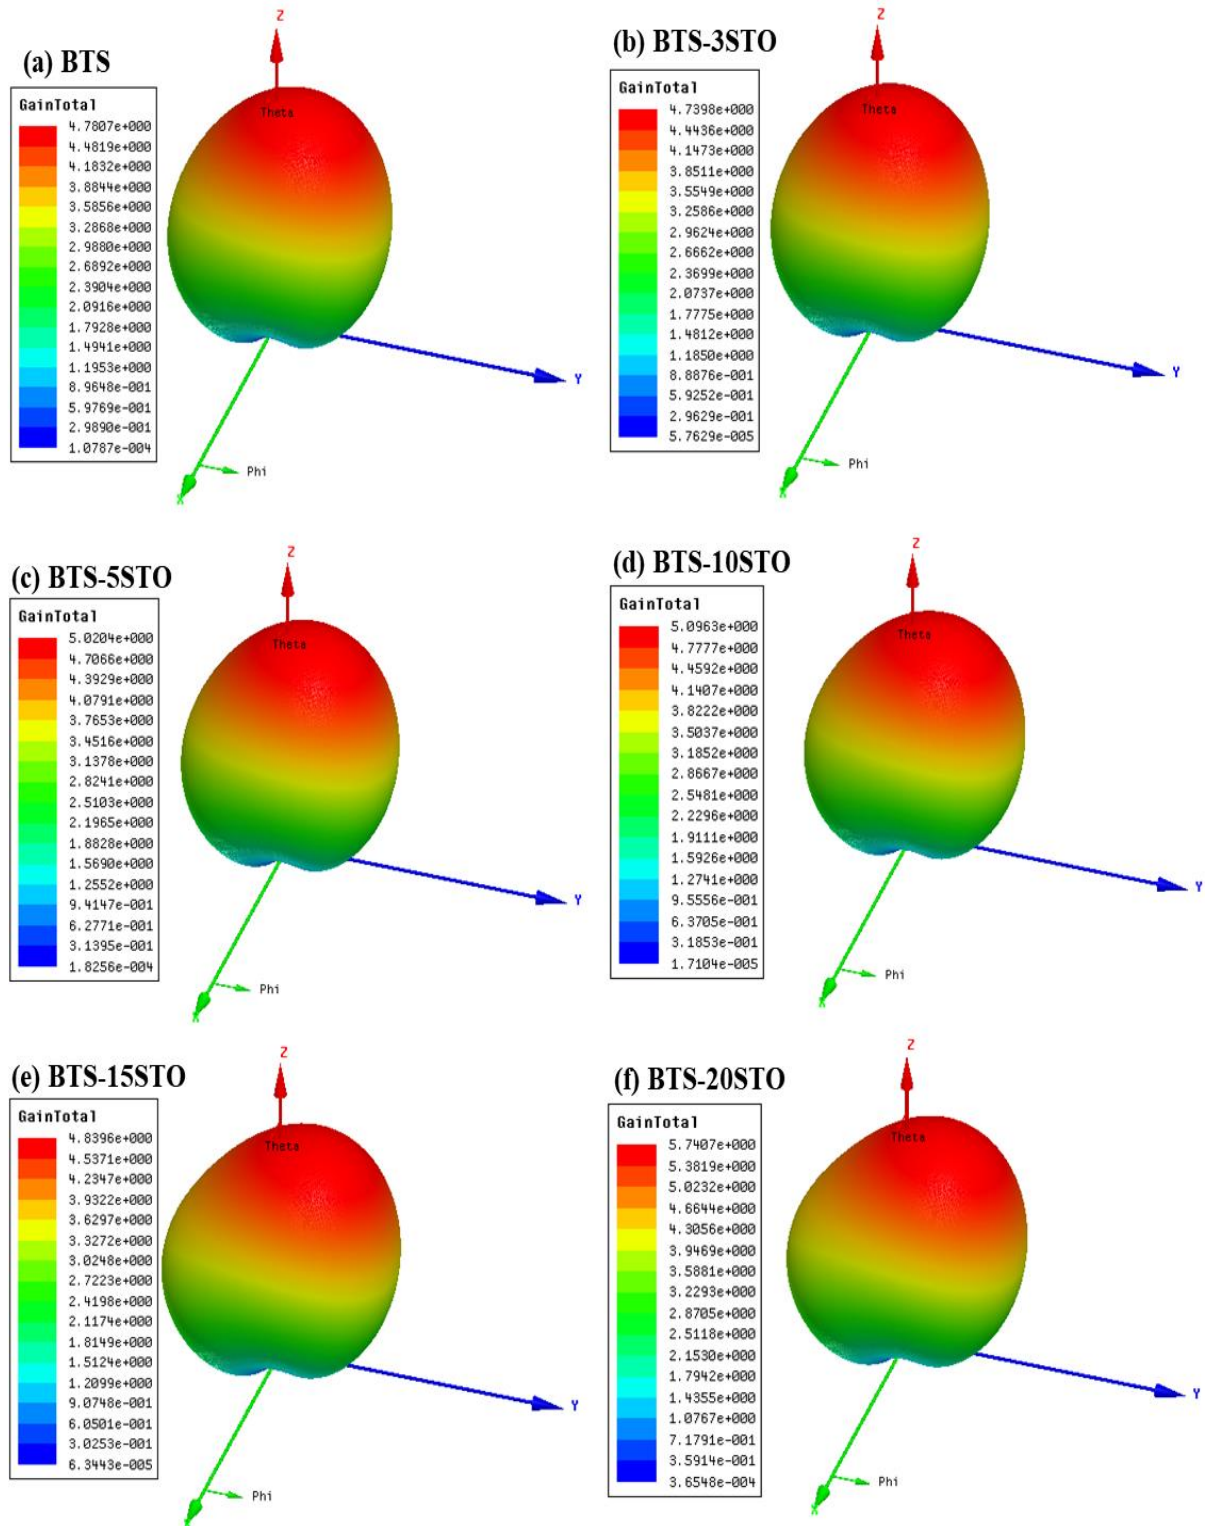 (a) BTS
GainTotal
4.7807e+000
4.4819e+000
4.1832e+000
3.8844e+000
3.5856e+000
3.2868e+000
2.9880e+000
2.6892e+000
2.3904e+000
2.0916e+000
1.7928e+000
1.4941e+000
1.1953e+000
8.9648e-001
5.9769e-001
2.9890e-001
1.0787e-004
Z
Theta
Y
Phi
X
(b) BTS-3STO
GainTotal
4.7398e+000
4.4436e+000
4.1473e+000
3.8511e+000
3.5549e+000
3.2586e+000
2.9624e+000
2.6662e+000
2.3699e+000
2.0737e+000
1.7775e+000
1.4812e+000
1.1850e+000
8.8876e-001
5.9252e-001
2.9629e-001
5.7629e-005
Z
Theta
Y
Phi
X
(c) BTS-5STO
GainTotal
5.0204e+000
4.7066e+000
4.3929e+000
4.0791e+000
3.7653e+000
3.4516e+000
3.1378e+000
2.8241e+000
2.5103e+000
2.1965e+000
1.8828e+000
1.5690e+000
1.2552e+000
9.4147e-001
6.2771e-001
3.1395e-001
1.8256e-004
Z
Theta
Y
Phi
X
(d) BTS-10STO
GainTotal
5.0963e+000
4.7777e+000
4.4592e+000
4.1407e+000
3.8222e+000
3.5037e+000
3.1852e+000
2.8667e+000
2.5481e+000
2.2296e+000
1.9111e+000
1.5926e+000
1.2741e+000
9.5556e-001
6.3705e-001
3.1853e-001
1.7104e-005
Z
Theta
Y
Phi
X
(e) BTS-15STO
GainTotal
4.8396e+000
4.5371e+000
4.2347e+000
3.9322e+000
3.6297e+000
3.3272e+000
3.0248e+000
2.7223e+000
2.4198e+000
2.1174e+000
1.8149e+000
1.5124e+000
1.2099e+000
9.0748e-001
6.0501e-001
3.0253e-001
6.3443e-005
Z
Theta
Y
Phi
X
(f) BTS-20STO
GainTotal
5.7407e+000
5.3819e+000
5.0232e+000
4.6644e+000
4.3056e+000
3.9469e+000
3.5881e+000
3.2293e+000
2.8705e+000
2.5118e+000
2.1530e+000
1.7942e+000
1.4355e+000
1.0767e+000
7.1791e-001
3.5914e-001
3.6548e-004
Z
Theta
Y
Phi
X